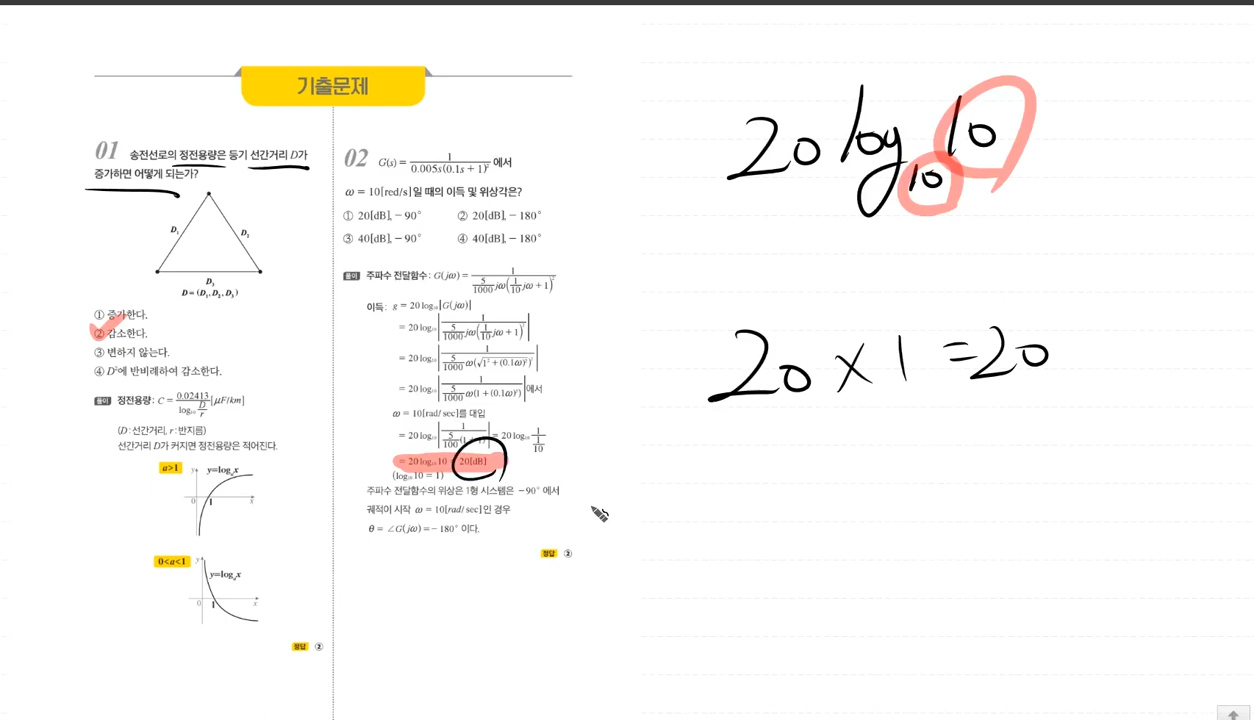 기출문제
01 송전선로의 정전용량은 등기 선간거리 D가
증가하면 어떻게 되는가?
D₁ D₂
D₃
D = (D₁, D₂, D₃)
① 증가한다.
② 감소한다.
③ 변하지 않는다.
④ D²에 반비례하여 감소한다.
풀이 정전용량 : C = 0.02413 / log₁₀ D/r [μF/km]
(D : 선간거리, r : 반지름)
선간거리 D가 커지면 정전용량은 적어진다.
a>1 y y=logₐx
0 1 x
0<a<1 y y=logₐx
0 1 x
정답 ②
02 G(s) = 1 / 0.005s(0.1s + 1)² 에서
ω = 10[red/s]일 때의 이득 및 위상각은?
① 20[dB], − 90° ② 20[dB], − 180°
③ 40[dB], − 90° ④ 40[dB], − 180°
풀이 주파수 전달함수 : G(jω) = 1 / 5/1000 jω(1/10 jω + 1)²
이득 : g = 20 log₁₀|G(jω)|
= 20 log₁₀|1 / 5/1000 jω(1/10 jω + 1)²|
= 20 log₁₀|1 / 5/1000 ω(√1² + (0.1ω)²)²|
= 20 log₁₀|1 / 5/1000 ω(1 + (0.1ω)²)|에서
ω = 10[rad/sec]를 대입
= 20 log₁₀|1 / 5/100 (1 + 1)| = 20 log₁₀ 1 / 1/10
= 20 log₁₀ 10 = 20[dB]
(log₁₀ 10 = 1)
주파수 전달함수의 위상은 1형 시스템은 − 90° 에서
궤적이 시작 ω = 10[rad/sec]인 경우
θ = ∠G(jω) = − 180° 이다.
정답 ②
20 log₁₀ 10
20 × 1 = 20